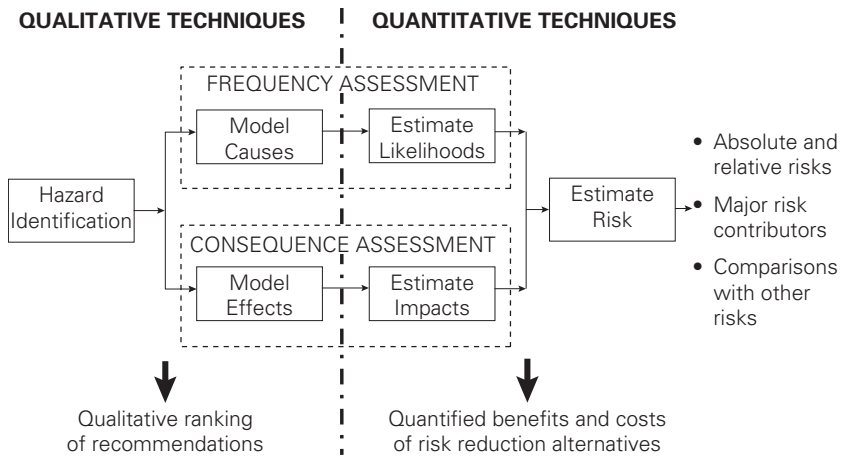 QUALITATIVE TECHNIQUES
QUANTITATIVE TECHNIQUES
FREQUENCY ASSESSMENT
Model
Causes
Estimate
Likelihoods
Hazard
Identification
CONSEQUENCE ASSESSMENT
Model
Effects
Estimate
Impacts
Estimate
Risk
• Absolute and
relative risks
• Major risk
contributors
• Comparisons
with other
risks
Qualitative ranking
of recommendations
Quantified benefits and costs
of risk reduction alternatives